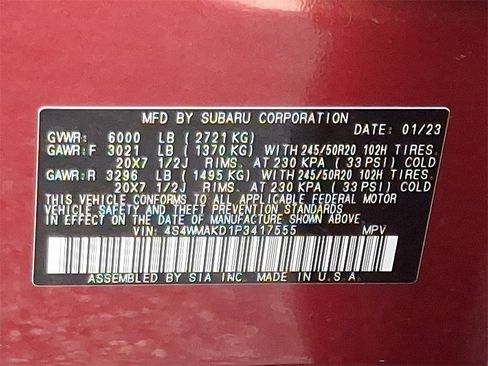 MFD BY SUBARU CORPORATION
GVWR: 6000 LB ( 2721 KG) DATE: 01/23
GAWR:F 3021 LB ( 1370 KG) WITH 245/50R20 102H TIRES,
20X7 1/2J RIMS, AT 230 KPA ( 33 PSI) COLD
GAWR:R 3296 LB ( 1495 KG) WITH 245/50R20 102H TIRES,
20X7 1/2J RIMS, AT 230 KPA ( 33 PSI) COLD
THIS VEHICLE CONFORMS TO ALL APPLICABLE FEDERAL MOTOR
VEHICLE SAFETY, AND THEFT PREVENTION STANDARDS
IN EFFECT ON THE DATE OF MANUFACTURE SHOWN ABOVE.
VIN: 4S4WMAKD1P3417555 MPV
ASSEMBLED BY SIA INC. MADE IN U.S.A.